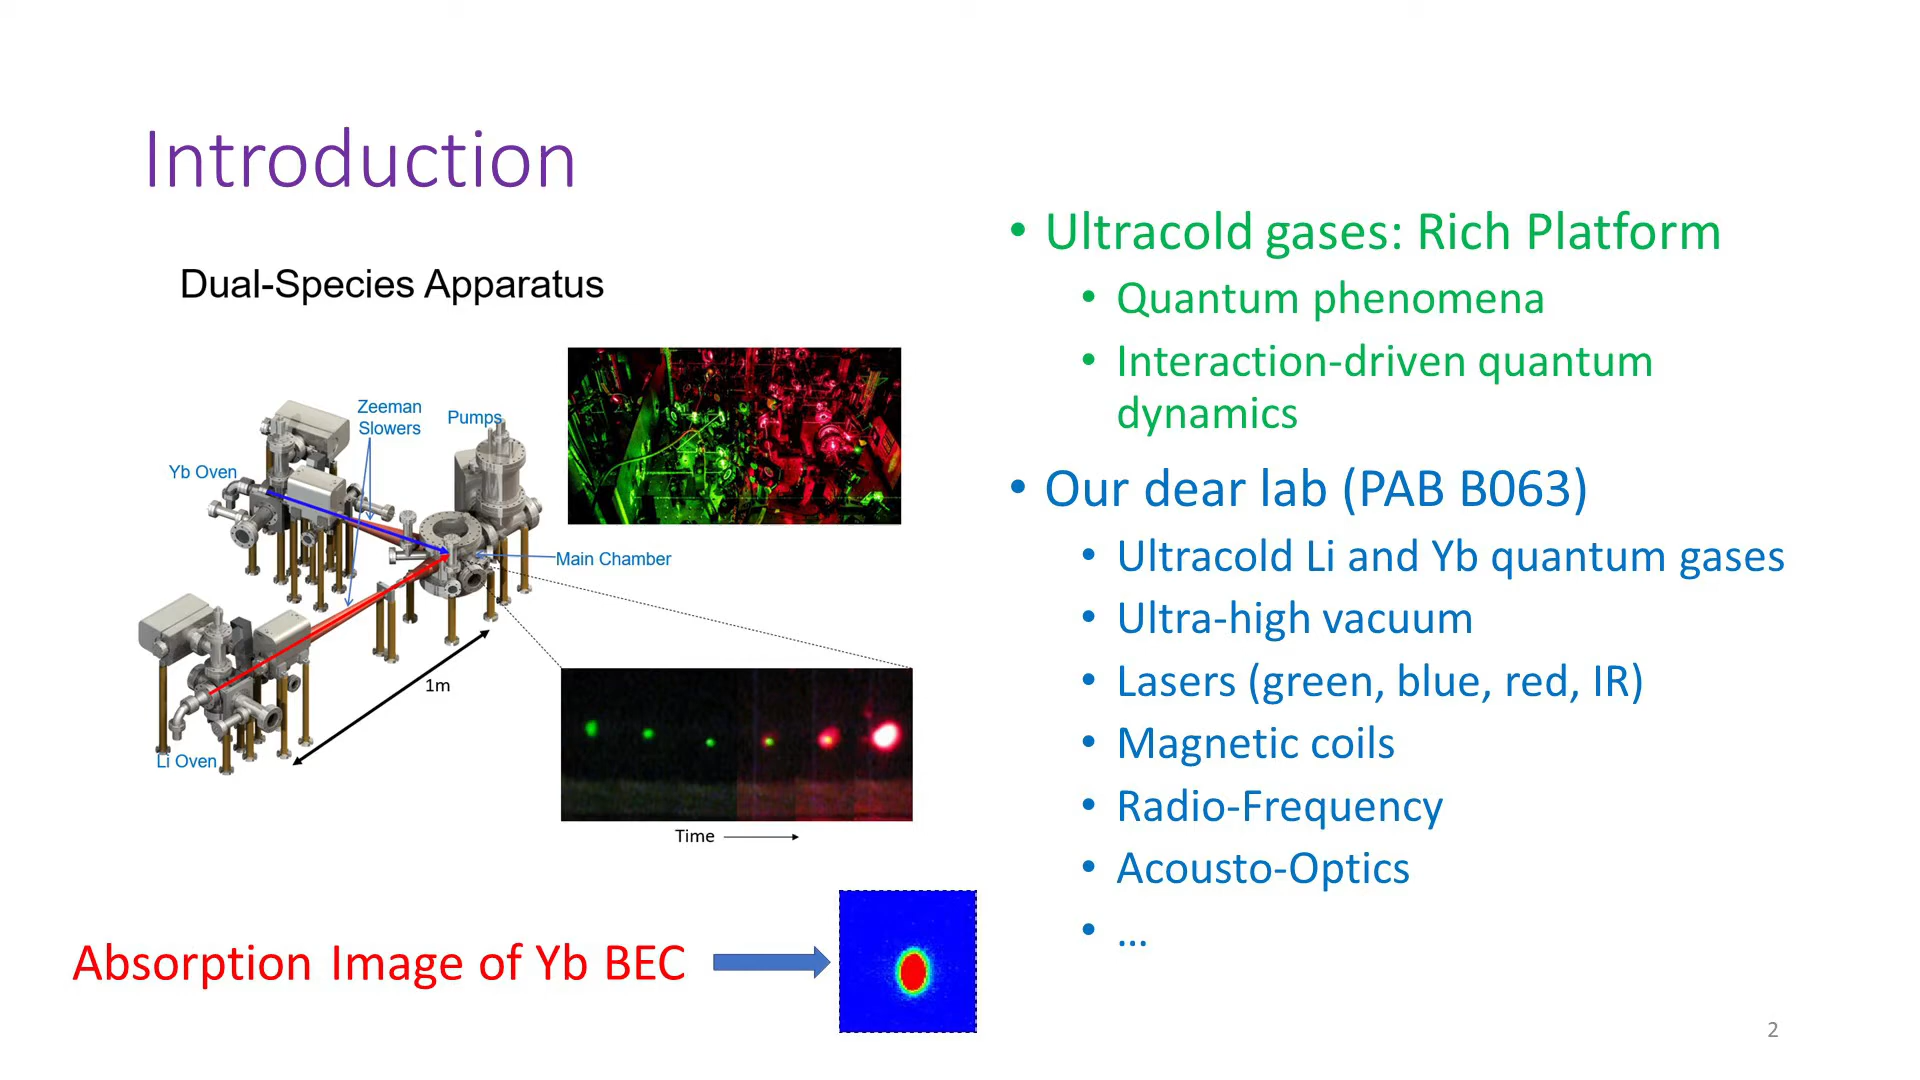 Introduction
Dual-Species Apparatus
Zeeman
Slowers
Pumps
Yb Oven
Main Chamber
1m
Li Oven
Time
Absorption Image of Yb BEC
• Ultracold gases: Rich Platform
• Quantum phenomena
• Interaction-driven quantum
dynamics
• Our dear lab (PAB B063)
• Ultracold Li and Yb quantum gases
• Ultra-high vacuum
• Lasers (green, blue, red, IR)
• Magnetic coils
• Radio-Frequency
• Acousto-Optics
• ...
2